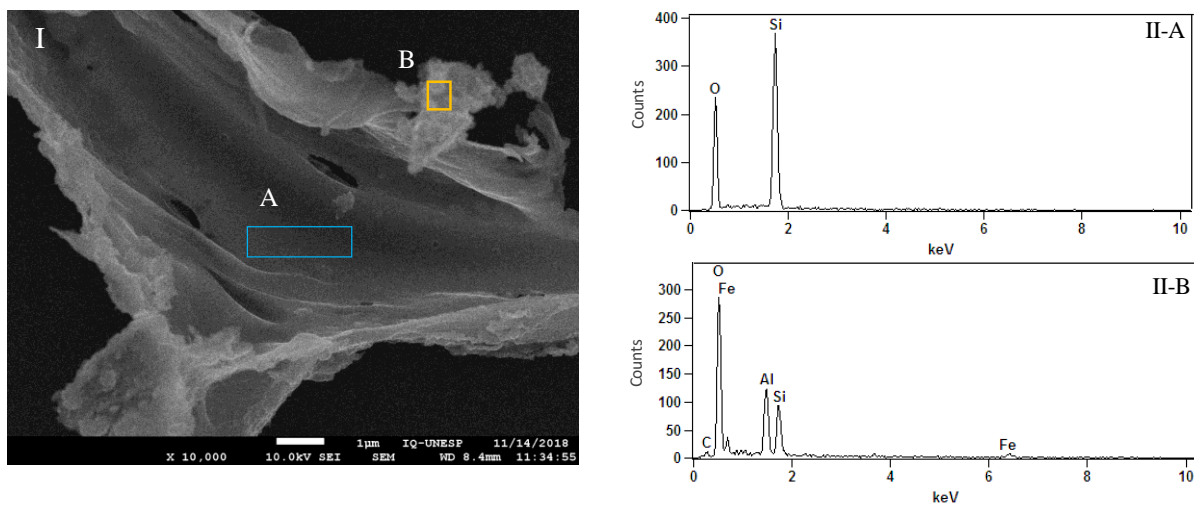 I
B
A
1µm IQ-UNESP 11/14/2018
X 10,000 10.0kV SEI SEM WD 8.4mm 11:34:55
II-A
400
300
200
100
0
Counts
O
Si
0 2 4 6 8 10
keV
II-B
300
250
200
150
100
50
0
Counts
O
Fe
C
Al
Si
Fe
0 2 4 6 8 10
keV